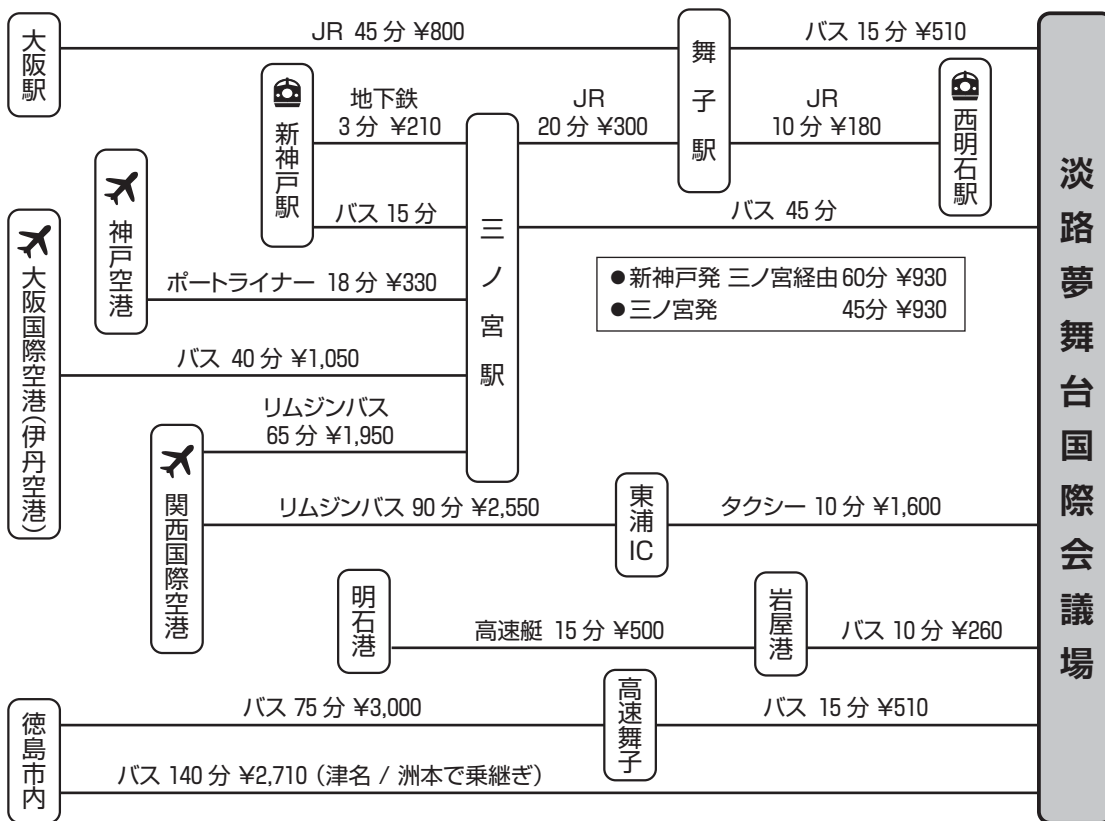 大阪駅
JR 45分 ¥800
舞子駅
バス 15分 ¥510
新神戸駅
地下鉄
3分 ¥210
JR
20分 ¥300
JR
10分 ¥180
西明石駅
バス 15分
三ノ宮駅
バス 45分
神戸空港
ポートライナー 18分 ¥330
●新神戸発 三ノ宮経由 60分 ¥930
●三ノ宮発 45分 ¥930
大阪国際空港(伊丹空港)
バス 40分 ¥1,050
リムジンバス
65分 ¥1,950
関西国際空港
リムジンバス 90分 ¥2,550
東浦IC
タクシー 10分 ¥1,600
明石港
高速艇 15分 ¥500
岩屋港
バス 10分 ¥260
徳島市内
バス 75分 ¥3,000
高速舞子
バス 15分 ¥510
バス 140分 ¥2,710 (津名 / 洲本で乗継ぎ)
淡路夢舞台国際会議場